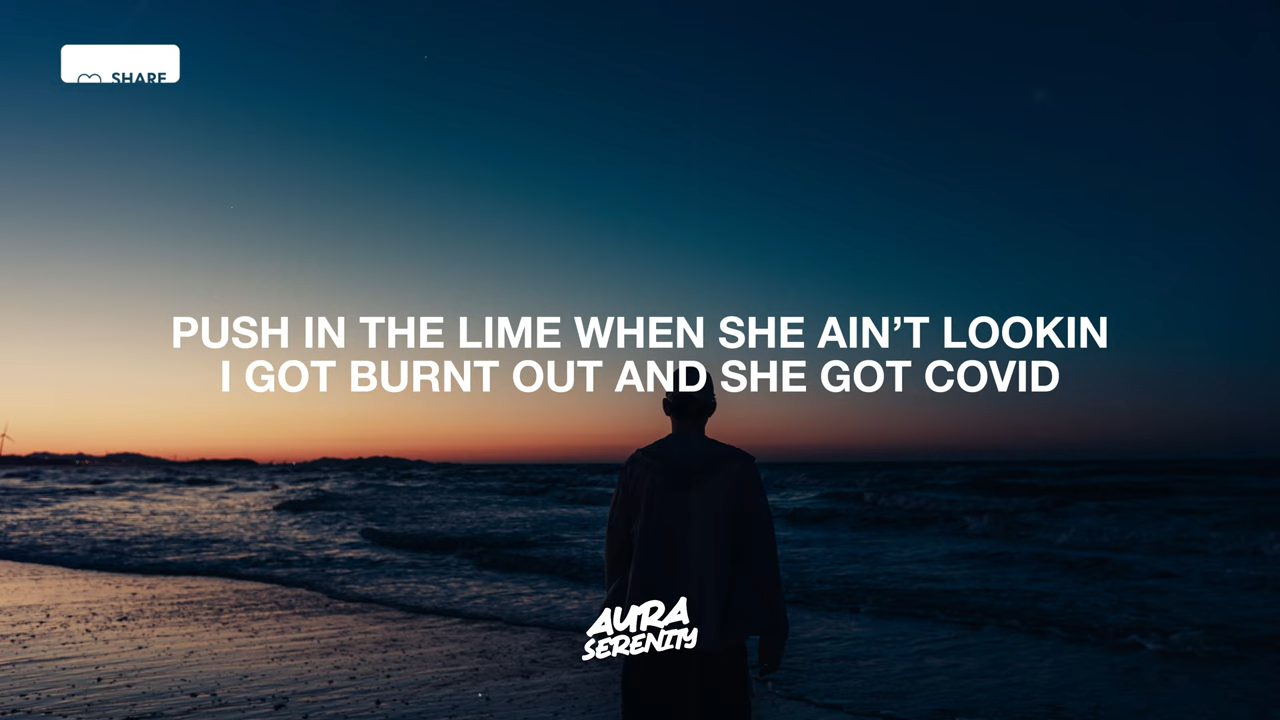 SHARE
PUSH IN THE LIME WHEN SHE AIN’T LOOKIN
I GOT BURNT OUT AND SHE GOT COVID
AURA
SERENITY